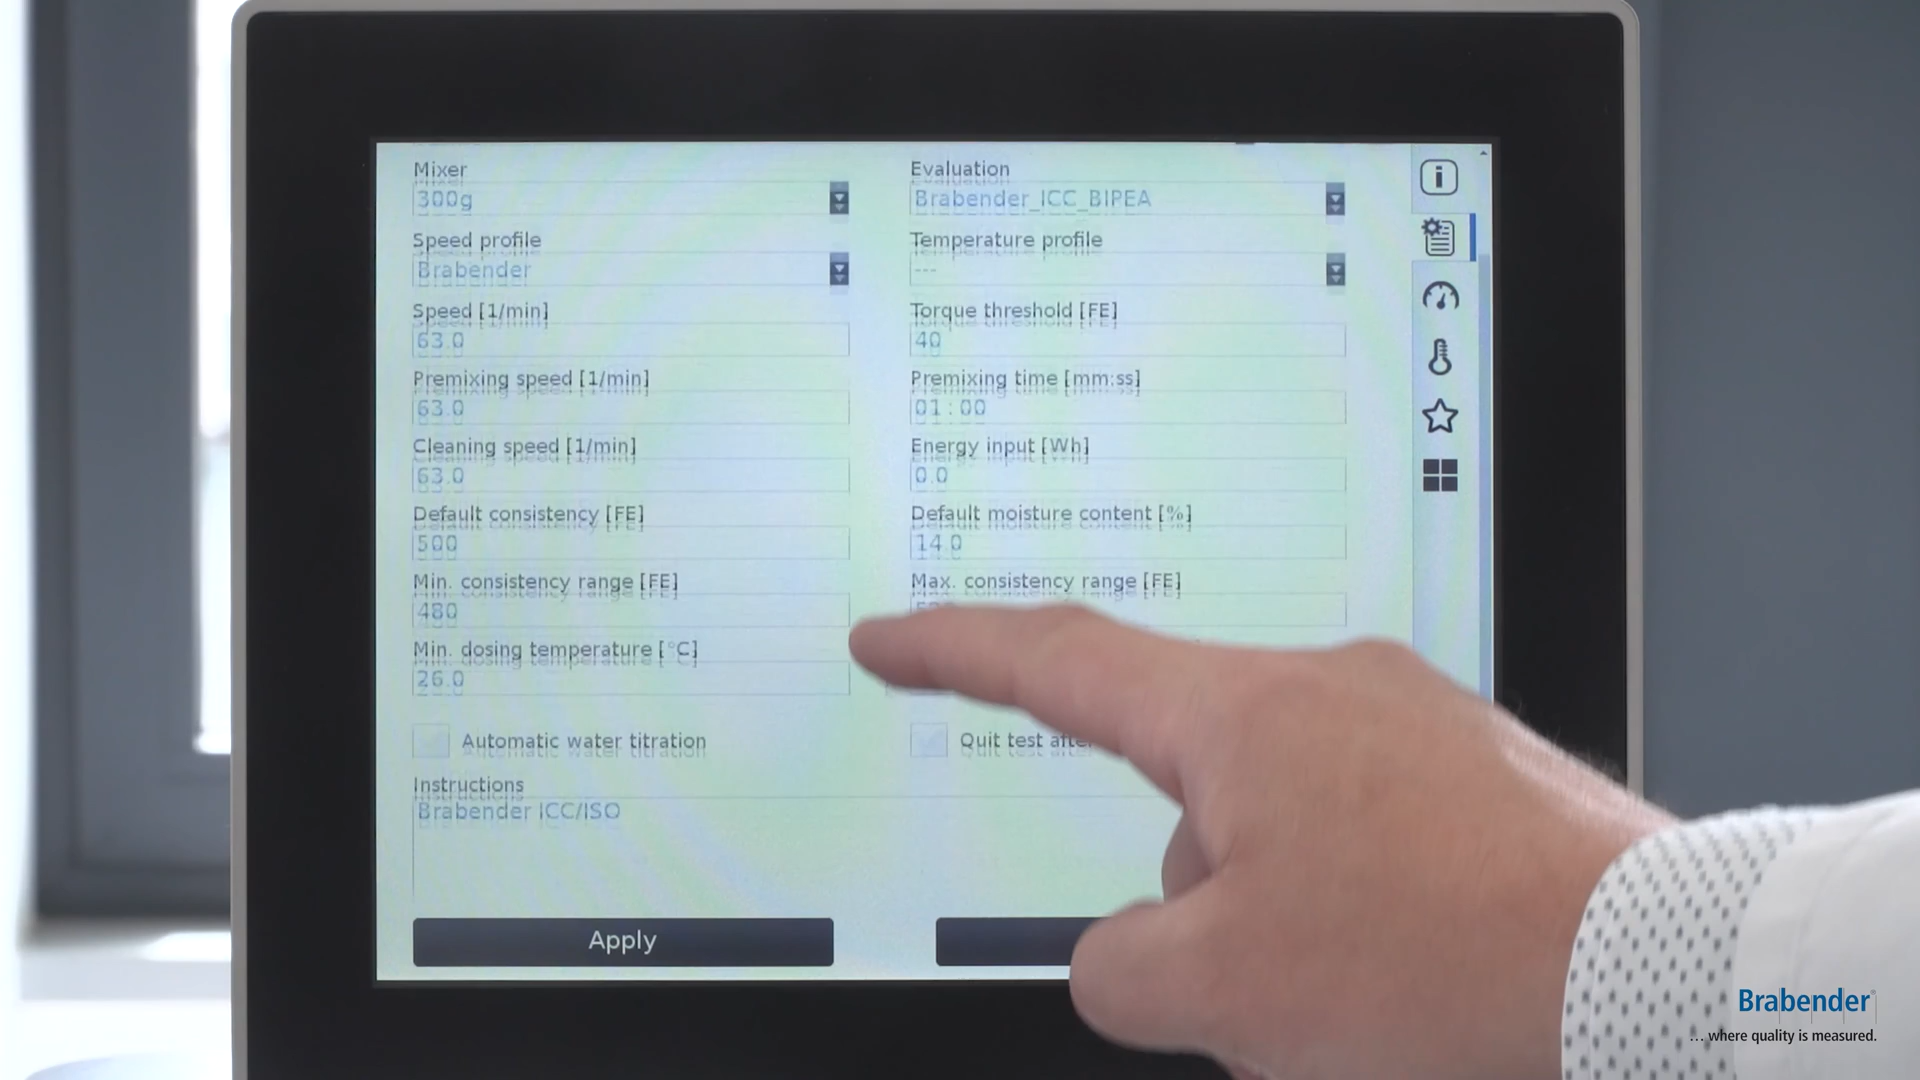 Mixer
300g
Evaluation
Brabender_ICC_BIPEA
Speed profile
Brabender
Temperature profile
---
Speed [1/min]
63.0
Torque threshold [FE]
40
Premixing speed [1/min]
63.0
Premixing time [mm:ss]
01:00
Cleaning speed [1/min]
63.0
Energy input [Wh]
0.0
Default consistency [FE]
500
Default moisture content [%]
14.0
Min. consistency range [FE]
480
Max. consistency range [FE]
Min. dosing temperature [°C]
26.0
Automatic water titration
Quit test after
Instructions
Brabender ICC/ISO
Apply
Brabender
... where quality is measured.